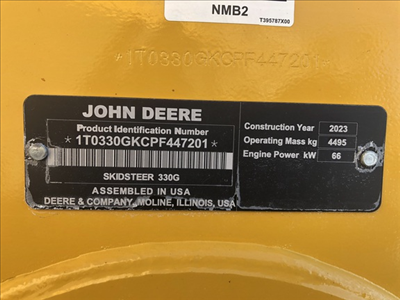 NMB2
T395787X00
*1T0330GKCPF447201*
JOHN DEERE
Product Identification Number
*1T0330GKCPF447201*
SKIDSTEER 330G
ASSEMBLED IN USA
DEERE & COMPANY, MOLINE, ILLINOIS, USA
Construction Year 2023
Operating Mass kg 4495
Engine Power kW 66